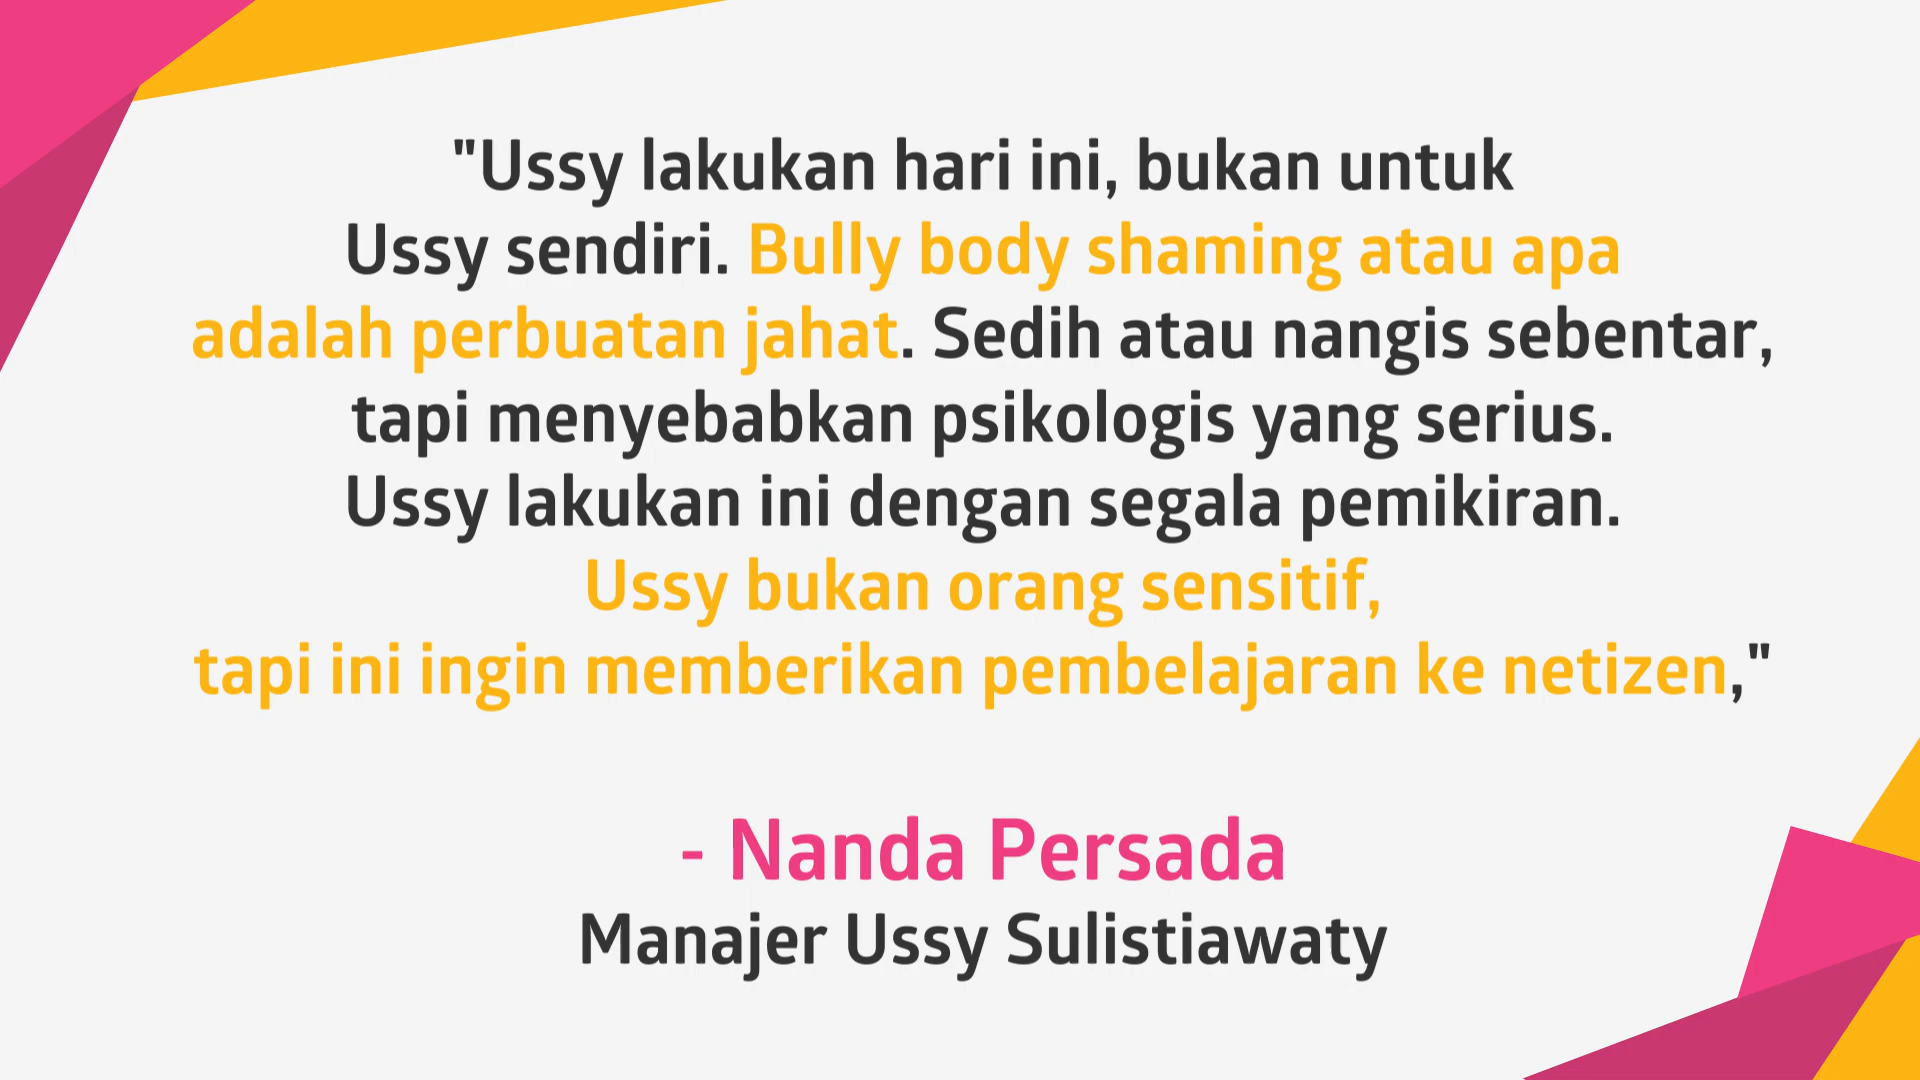 "Ussy lakukan hari ini, bukan untuk
Ussy sendiri. Bully body shaming atau apa
adalah perbuatan jahat. Sedih atau nangis sebentar,
tapi menyebabkan psikologis yang serius.
Ussy lakukan ini dengan segala pemikiran.
Ussy bukan orang sensitif,
tapi ini ingin memberikan pembelajaran ke netizen,"
- Nanda Persada
Manajer Ussy Sulistiawaty